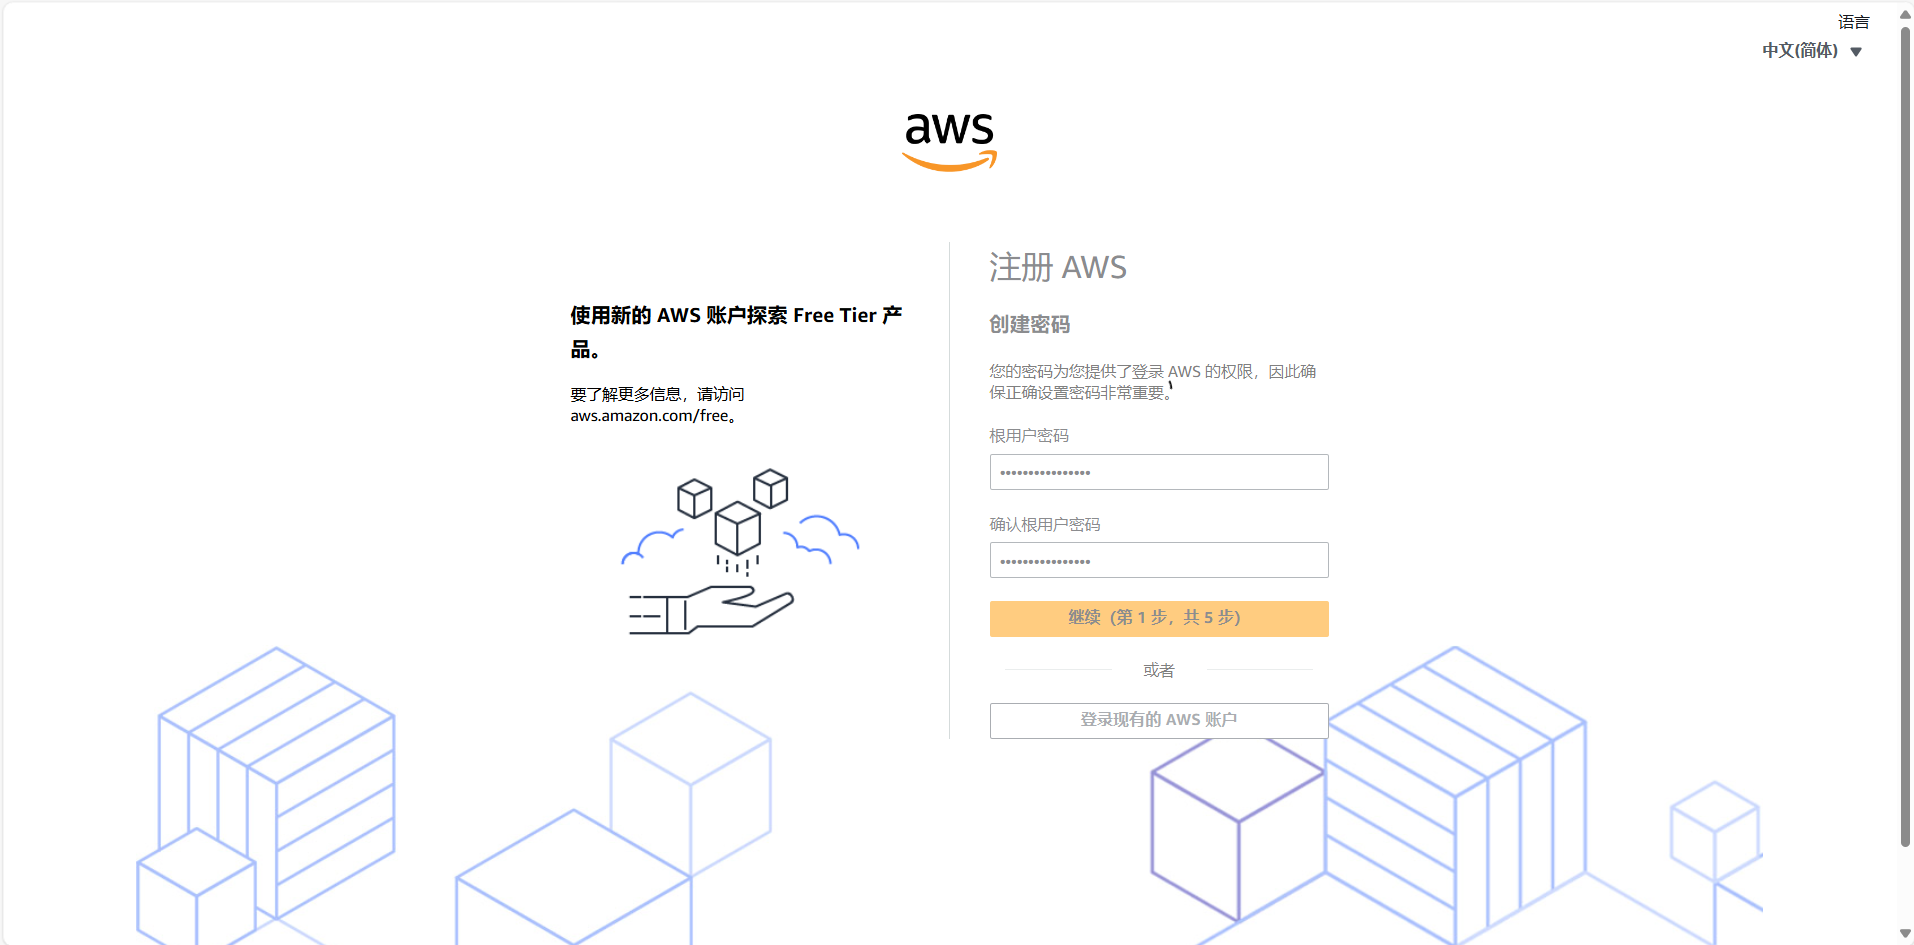 语言
中文(简体)
aws
使用新的 AWS 账户探索 Free Tier 产
品。
要了解更多信息，请访问
aws.amazon.com/free。
注册 AWS
创建密码
您的密码为您提供了登录 AWS 的权限，因此确
保正确设置密码非常重要。
根用户密码
••••••••••••••••
确认根用户密码
••••••••••••••••
继续（第 1 步，共 5 步）
或者
登录现有的 AWS 账户